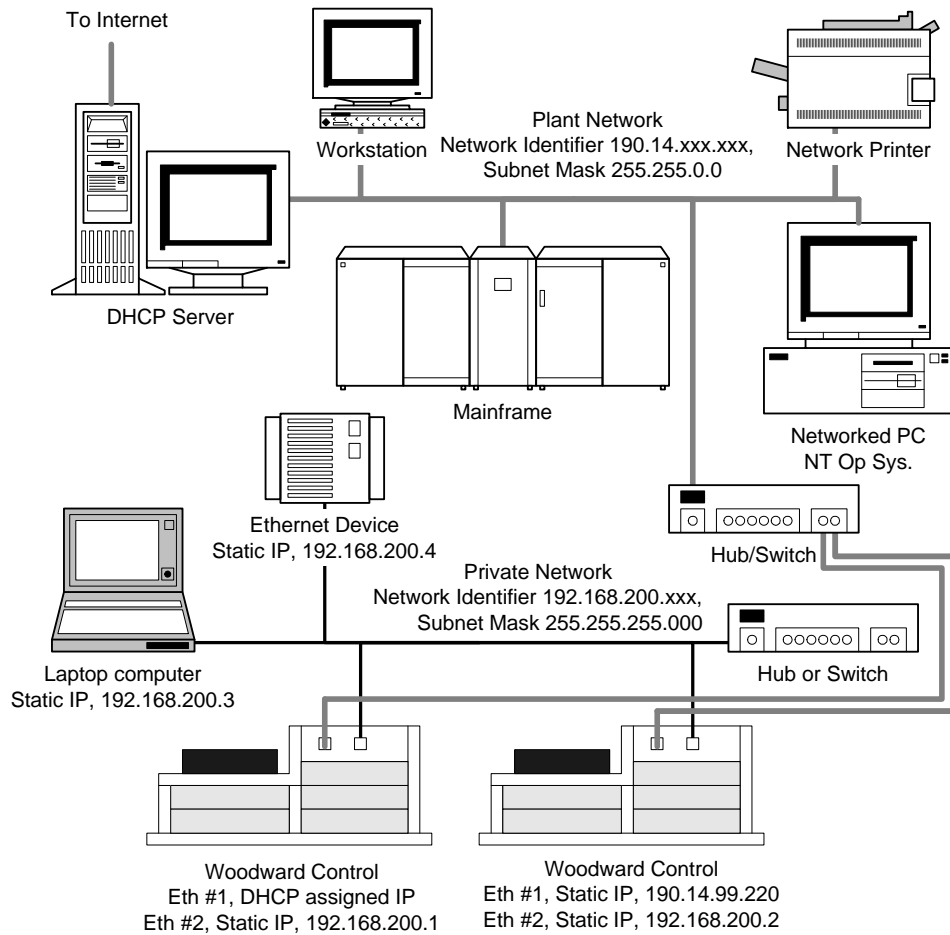 To Internet
Workstation
Plant Network
Network Identifier 190.14.xxx.xxx,
Subnet Mask 255.255.0.0
Network Printer
DHCP Server
Mainframe
Networked PC
NT Op Sys.
Ethernet Device
Static IP, 192.168.200.4
Hub/Switch
Private Network
Network Identifier 192.168.200.xxx,
Subnet Mask 255.255.255.000
Laptop computer
Static IP, 192.168.200.3
Hub or Switch
Woodward Control
Eth #1, DHCP assigned IP
Eth #2, Static IP, 192.168.200.1
Woodward Control
Eth #1, Static IP, 190.14.99.220
Eth #2, Static IP, 192.168.200.2